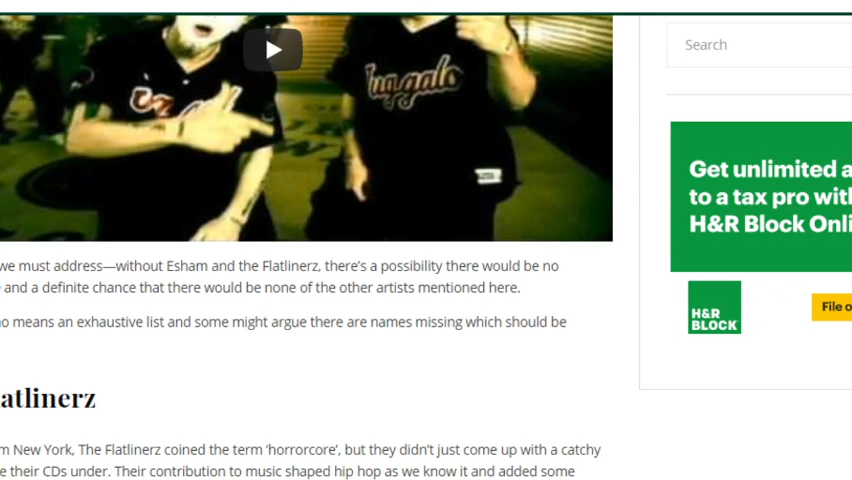 Juggalo
Search
Get unlimited a
to a tax pro with
H&R Block Onli
we must address—without Esham and the Flatlinerz, there's a possibility there would be no
and a definite chance that there would be none of the other artists mentioned here.
H&R
BLOCK
File o
no means an exhaustive list and some might argue there are names missing which should be
atlinerz
m New York, The Flatlinerz coined the term 'horrorcore', but they didn't just come up with a catchy
e their CDs under. Their contribution to music shaped hip hop as we know it and added some